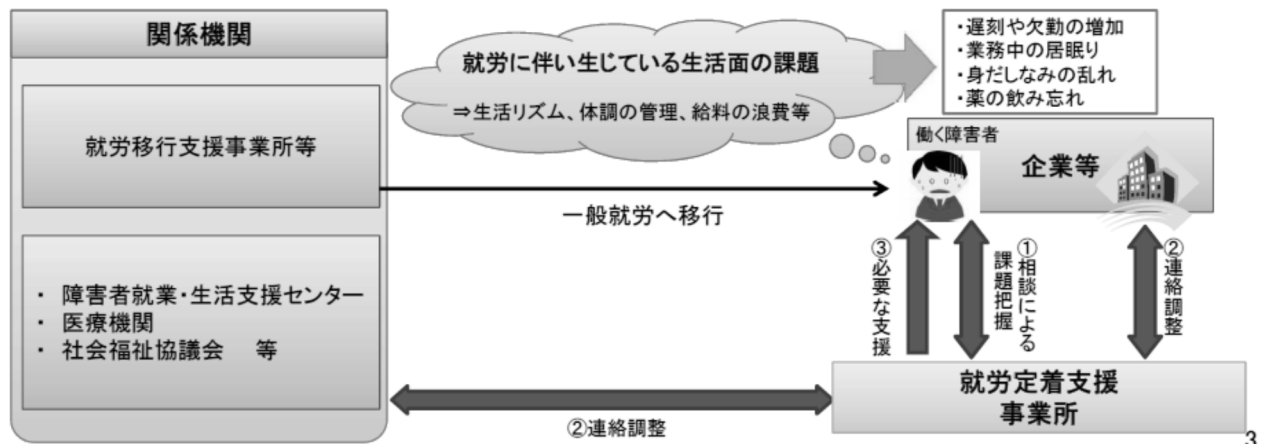 関係機関
就労移行支援事業所等
・ 障害者就業・生活支援センター
・ 医療機関
・ 社会福祉協議会 等
就労に伴い生じている生活面の課題
⇒生活リズム、体調の管理、給料の浪費等
・遅刻や欠勤の増加
・業務中の居眠り
・身だしなみの乱れ
・薬の飲み忘れ
働く障害者
企業等
一般就労へ移行
③必要な支援
①相談による
課題把握
②連絡調整
就労定着支援
事業所
②連絡調整
3